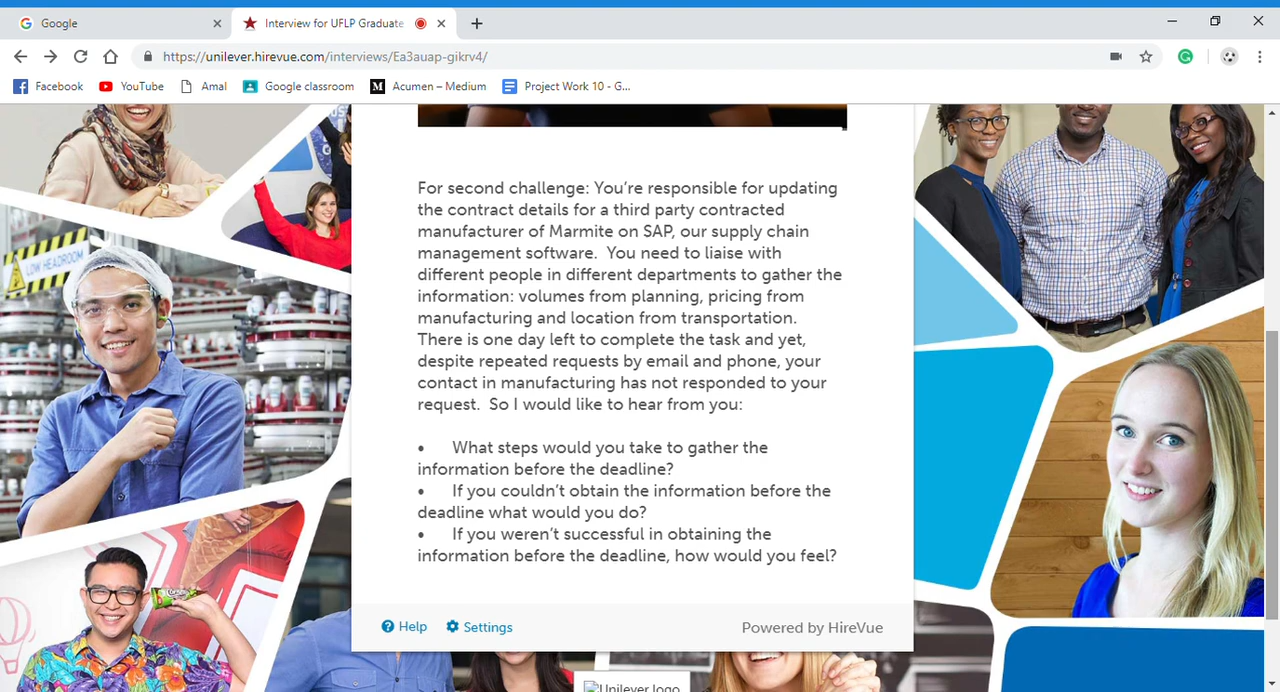 Google
Interview for UFLP Graduate
https://unilever.hirevue.com/interviews/Ea3auap-gikrv4/
Facebook YouTube Amal Google classroom M Acumen – Medium Project Work 10 - G...
For second challenge: You’re responsible for updating
the contract details for a third party contracted
manufacturer of Marmite on SAP, our supply chain
management software. You need to liaise with
different people in different departments to gather the
information: volumes from planning, pricing from
manufacturing and location from transportation.
There is one day left to complete the task and yet,
despite repeated requests by email and phone, your
contact in manufacturing has not responded to your
request. So I would like to hear from you:
• What steps would you take to gather the
information before the deadline?
• If you couldn’t obtain the information before the
deadline what would you do?
• If you weren’t successful in obtaining the
information before the deadline, how would you feel?
LOW HEADROOM
Help Settings Powered by HireVue
Unilever logo